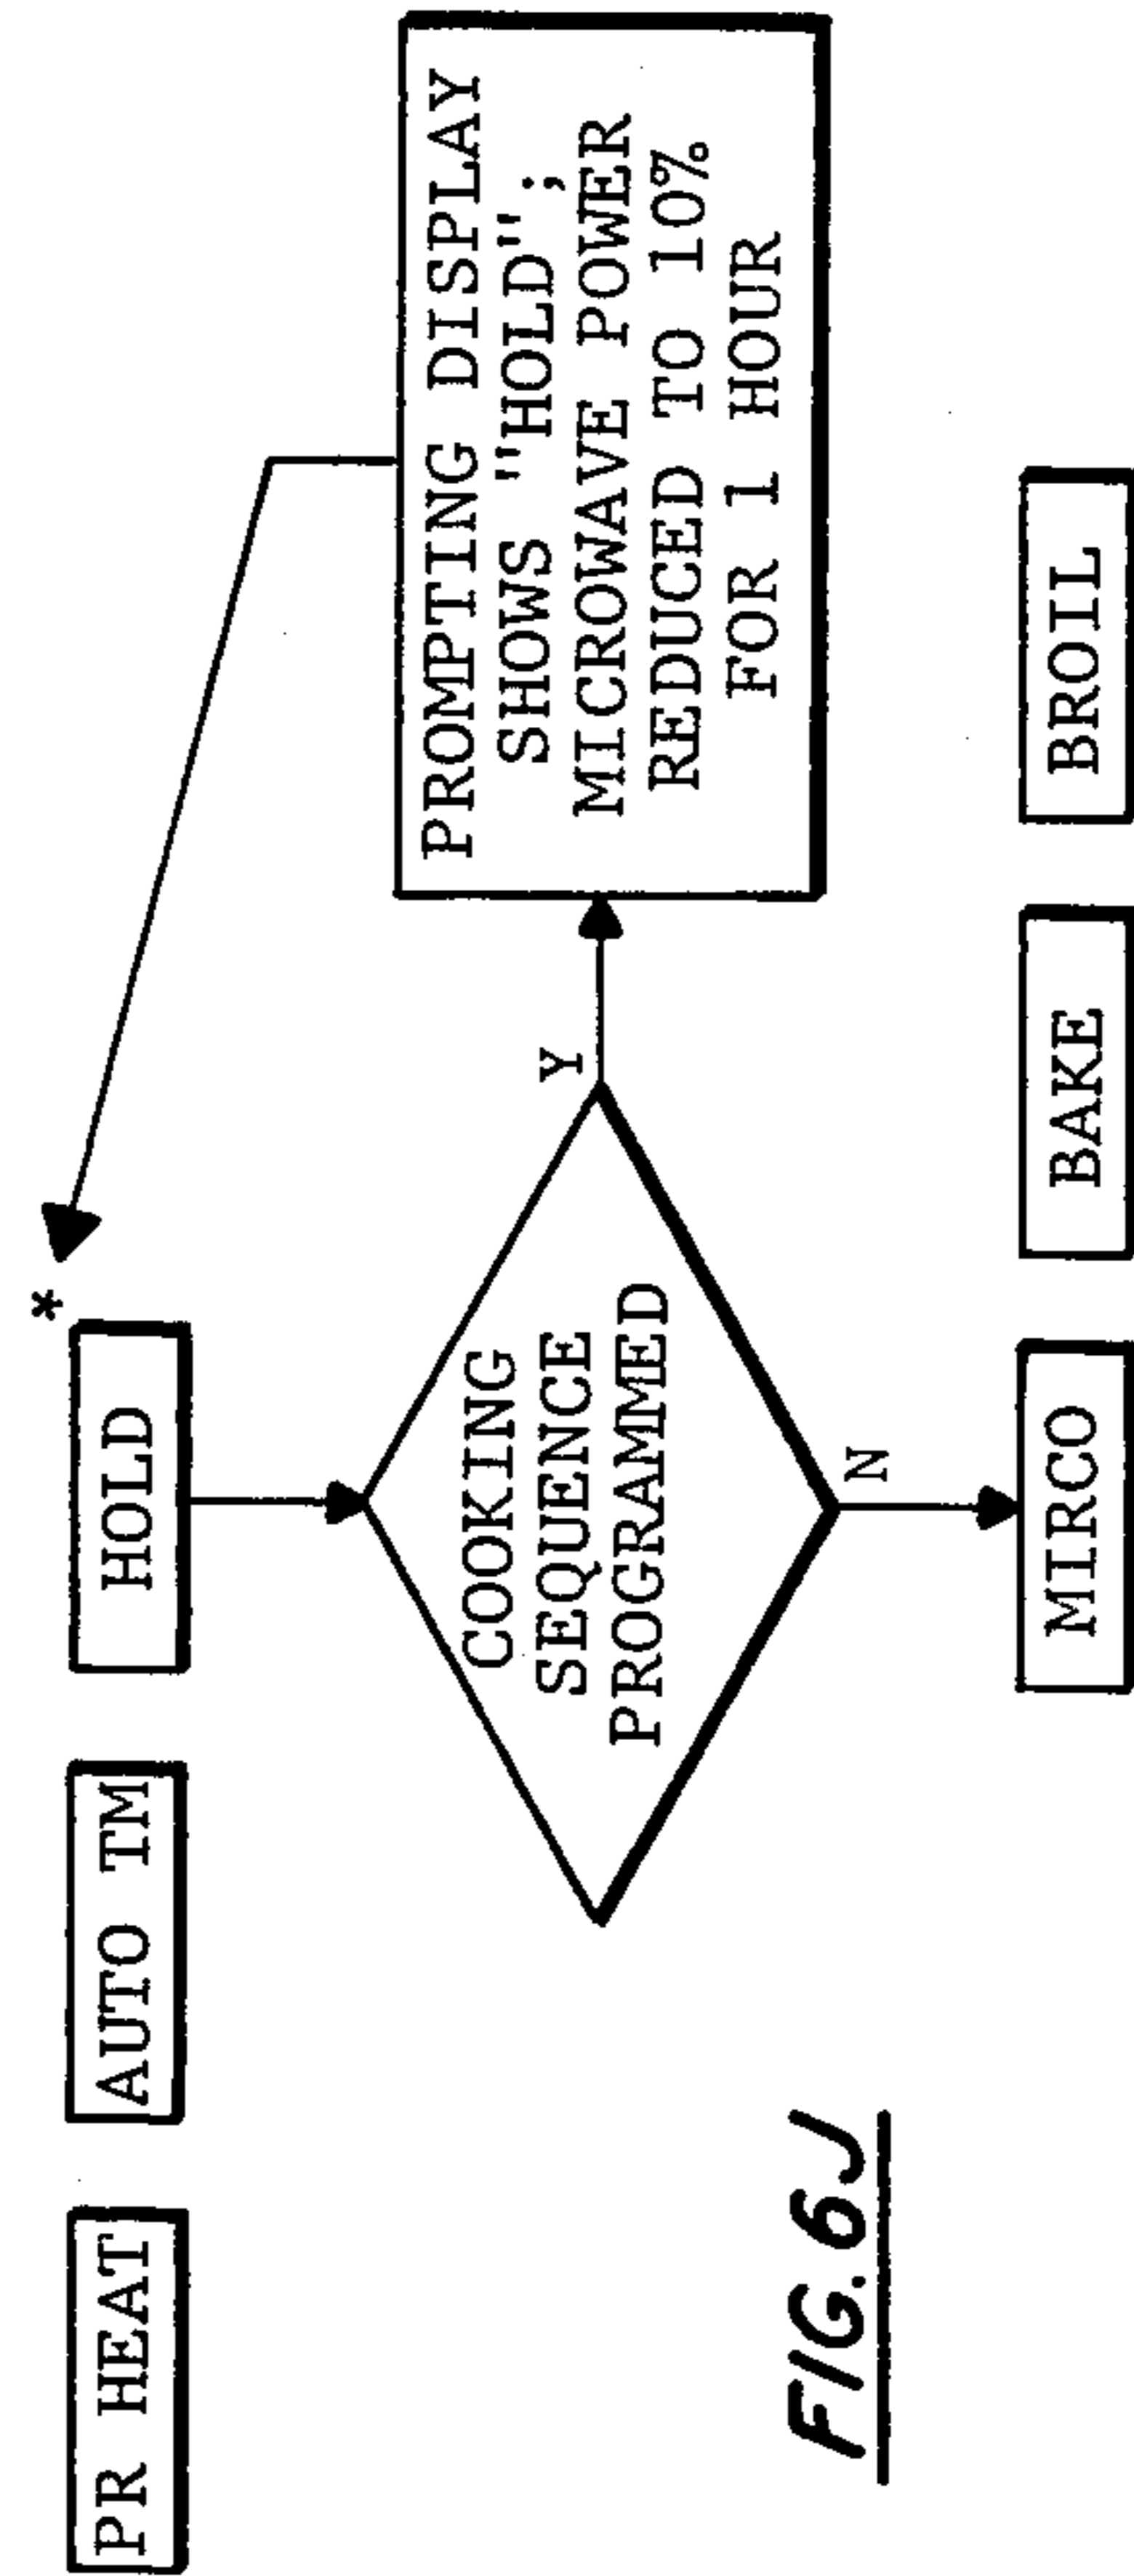 PR HEAT
AUTO TM
HOLD
*
COOKING
SEQUENCE
PROGRAMMED
Y
PROMPTING DISPLAY
SHOWS "HOLD";
MICROWAVE POWER
REDUCED TO 10%
FOR 1 HOUR
N
MIRCO
BAKE
BROIL
FIG. 6J